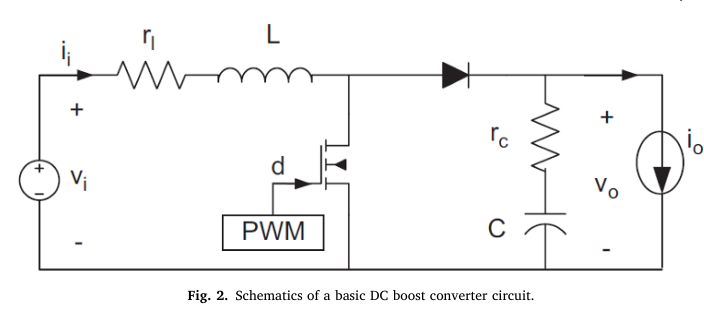 i_i
r_l
L
+
+
r_c
i_o
d
+
-
v_i
v_o
PWM
C
-
-
Fig. 2. Schematics of a basic DC boost converter circuit.